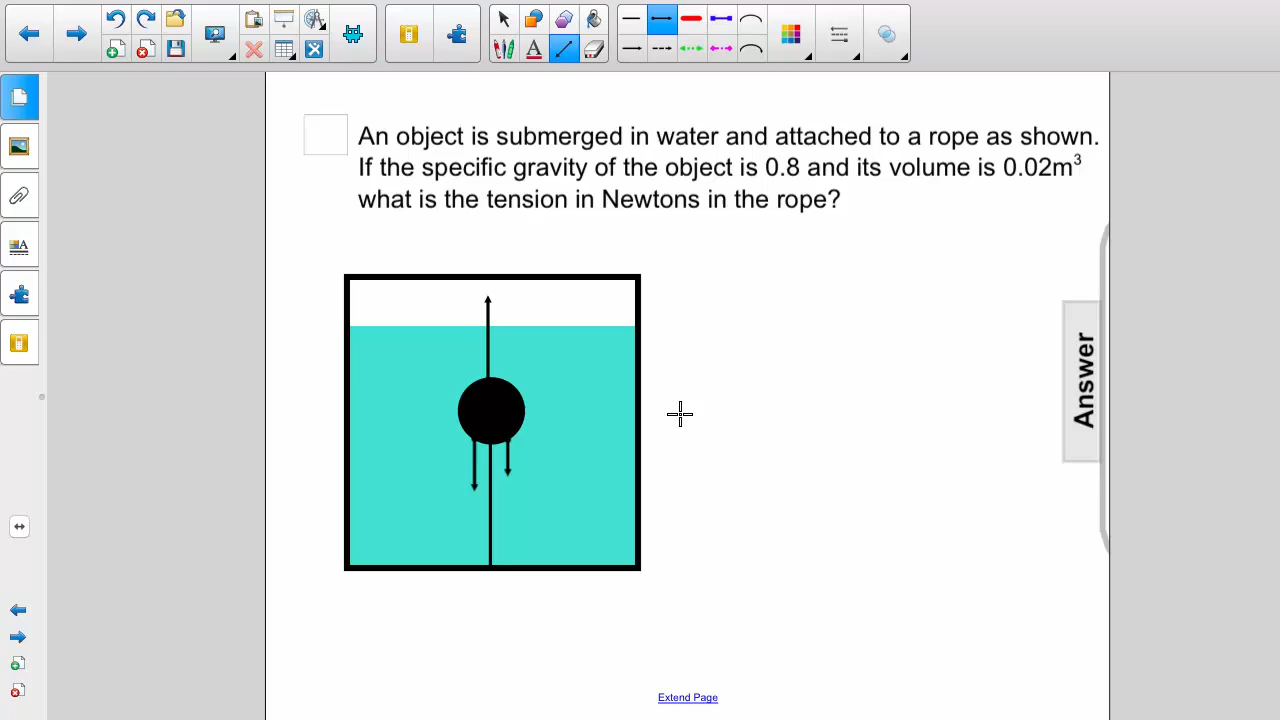 An object is submerged in water and attached to a rope as shown.
If the specific gravity of the object is 0.8 and its volume is 0.02m³
what is the tension in Newtons in the rope?
Answer
Extend Page